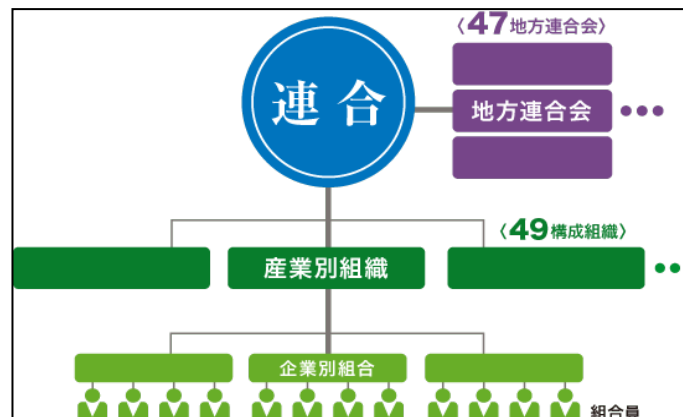 〈47地方連合会〉
連合
地方連合会
〈49構成組織〉
産業別組織
企業別組合
組合員